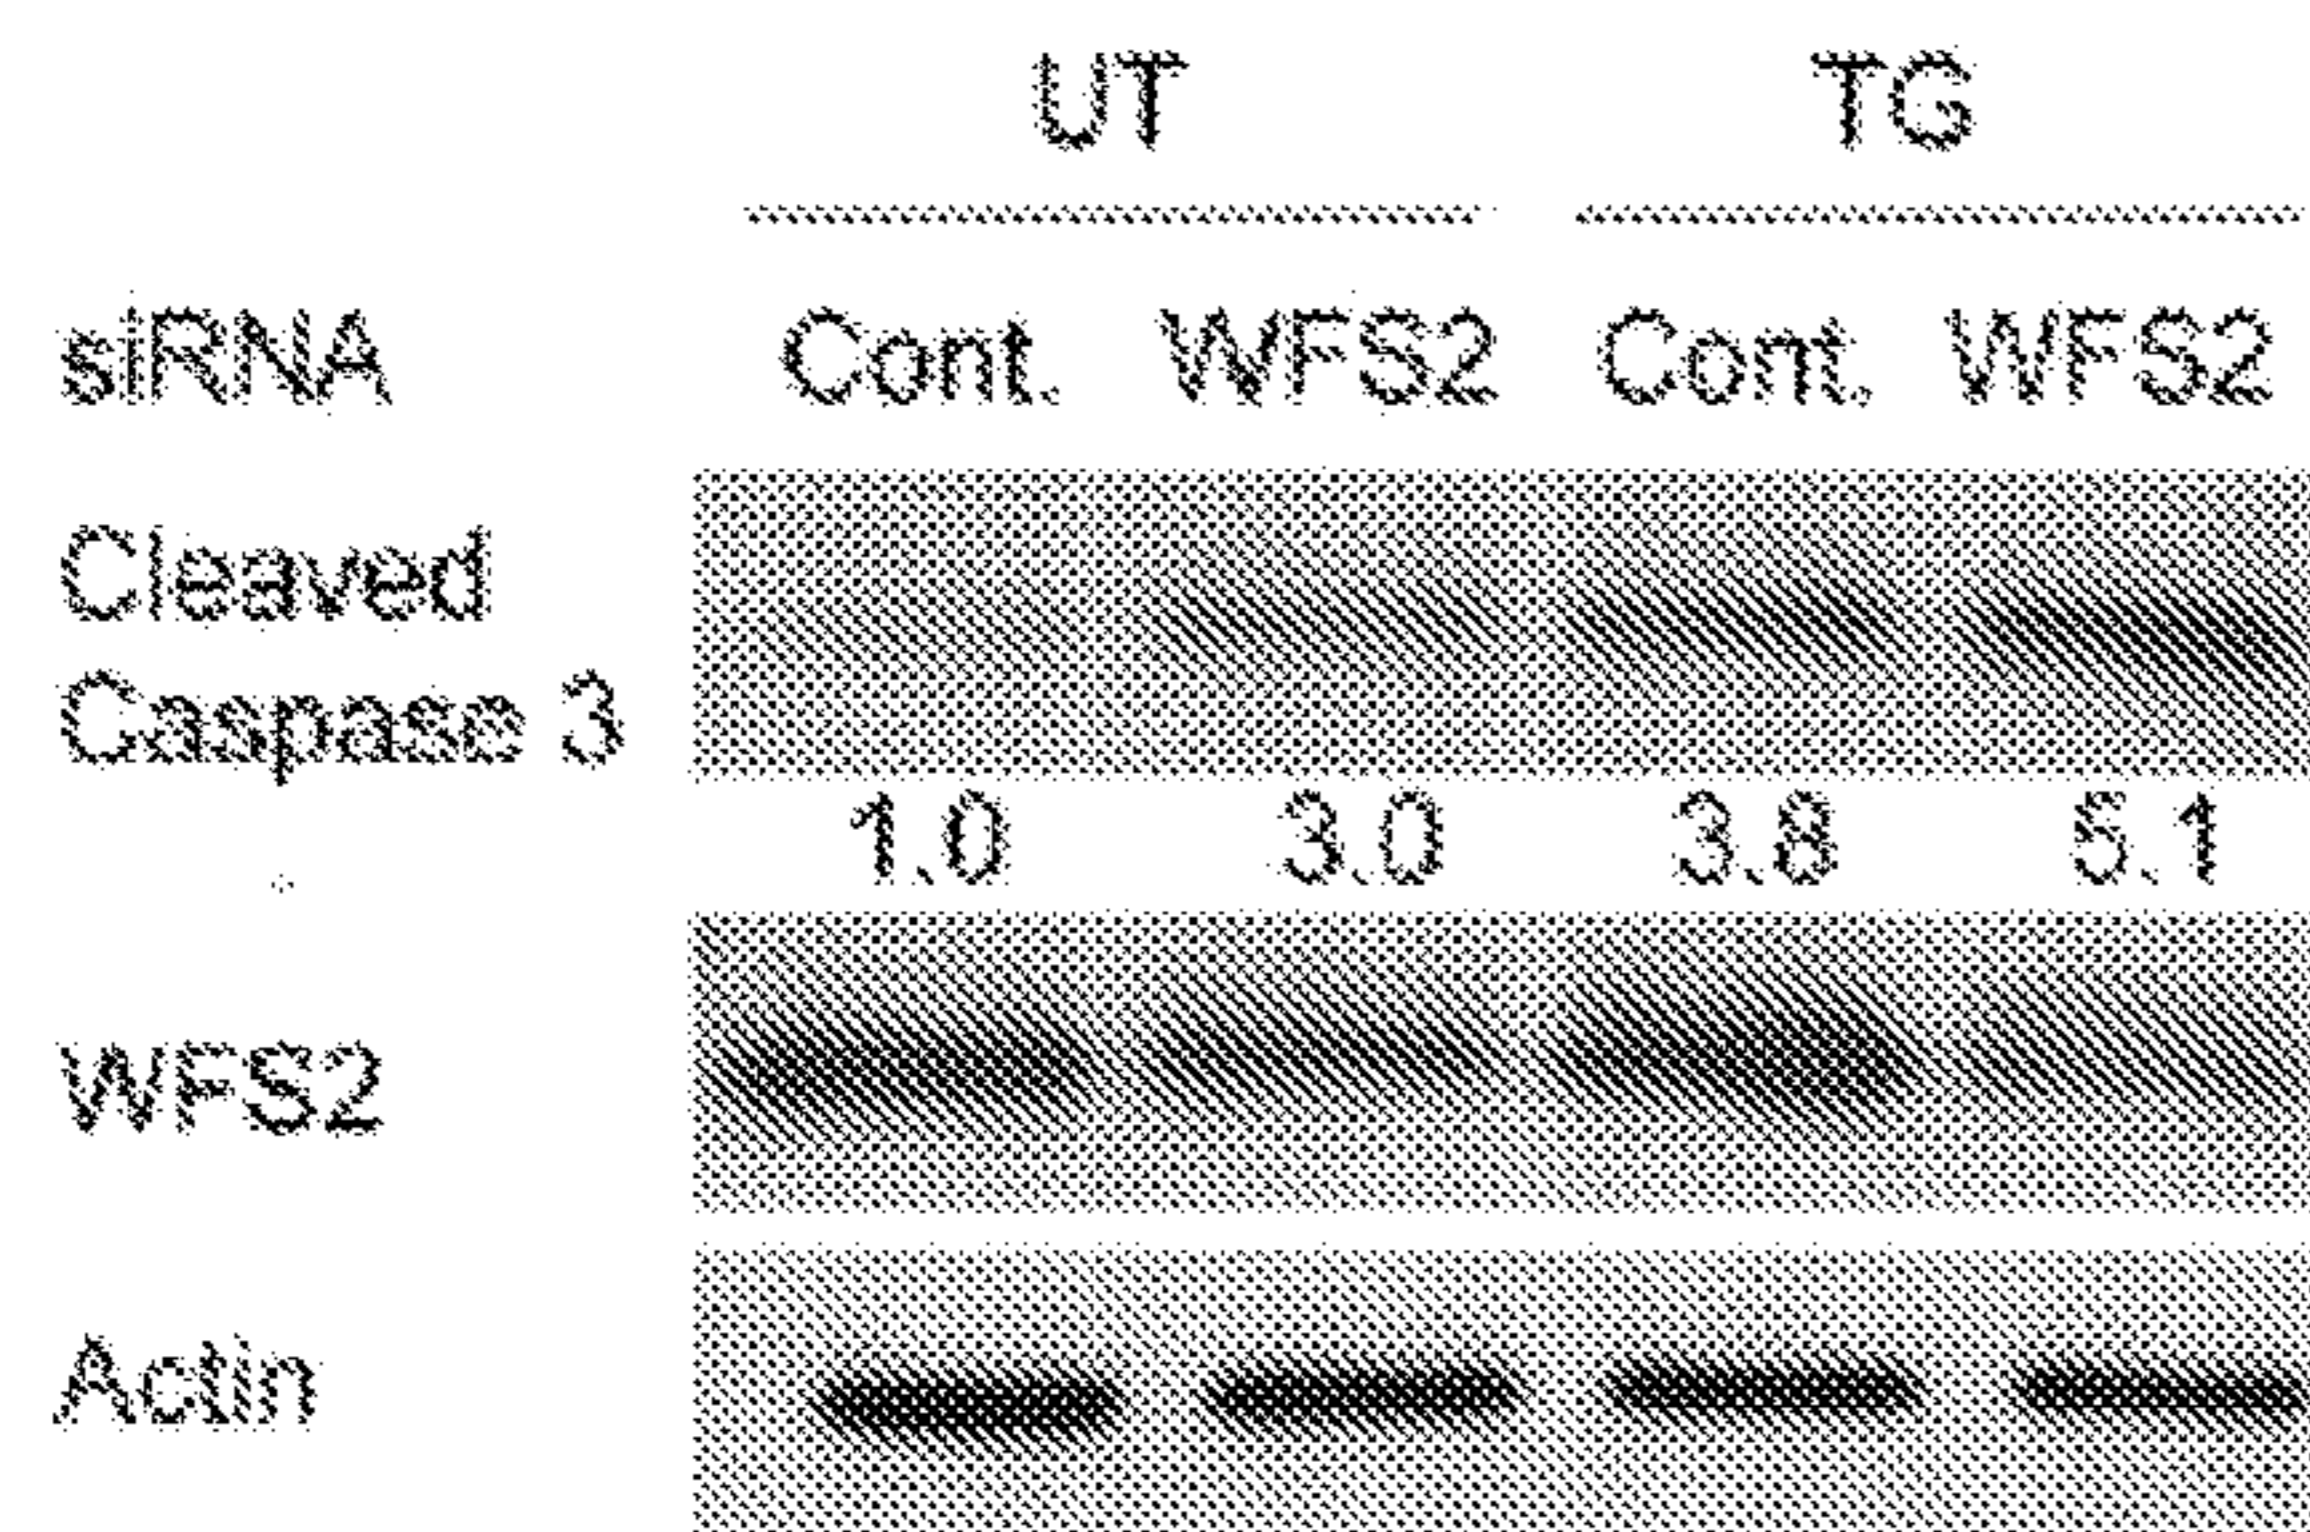 UT TG
siRNA Cont. WFS2 Cont. WFS2
Cleaved
Caspase 3
1.0 3.0 3.8 5.1
WFS2
Actin